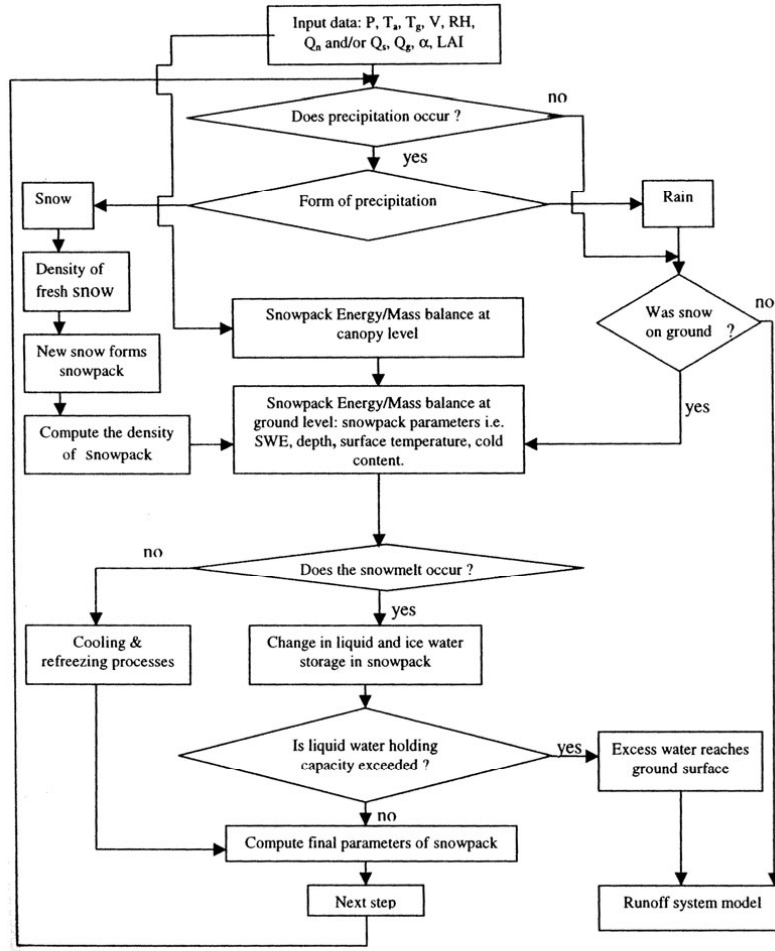 Input data: P, Tₐ, T_g, V, RH,
Qₙ and/or Qₛ, Q_g, α, LAI
no
Does precipitation occur ?
yes
Snow
Form of precipitation
Rain
Density of
fresh snow
Was snow
on ground ?
no
Snowpack Energy/Mass balance at
canopy level
New snow forms
snowpack
yes
Snowpack Energy/Mass balance at
ground level: snowpack parameters i.e.
SWE, depth, surface temperature, cold
content.
Compute the density
of snowpack
no
Does the snowmelt occur ?
yes
Cooling &
refreezing processes
Change in liquid and ice water
storage in snowpack
Is liquid water holding
capacity exceeded ?
yes
Excess water reaches
ground surface
no
Compute final parameters of snowpack
Next step
Runoff system model